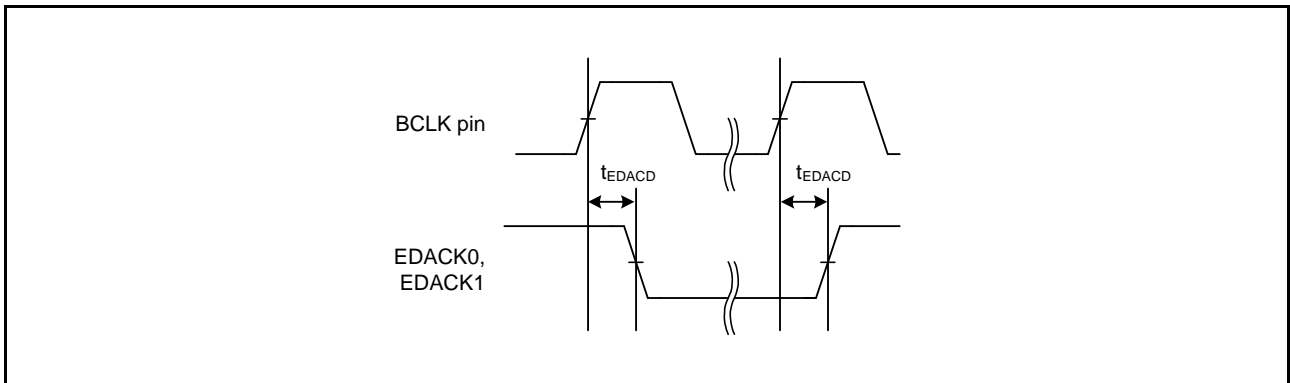 BCLK pin
tEDACD
tEDACD
EDACK0,
EDACK1